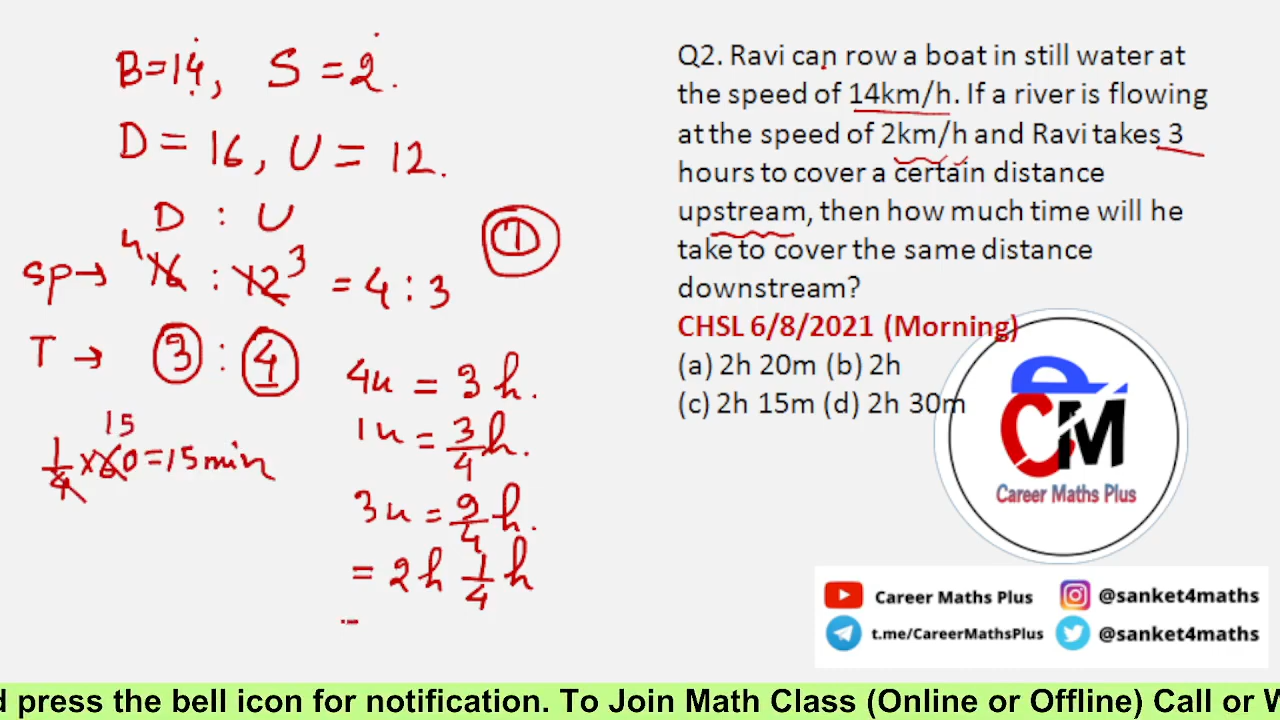 B=14, S=2.
D=16, U=12.
D : U
1
4 3
Sp→ 16 : 12 = 4 : 3
T → 3 : 4
4u = 3 h.
1u = 3/4 h.
15
1/4 × 60 = 15 min
3u = 9/4 h.
= 2h 1/4 h
Q2. Ravi can row a boat in still water at
the speed of 14km/h. If a river is flowing
at the speed of 2km/h and Ravi takes 3
hours to cover a certain distance
upstream, then how much time will he
take to cover the same distance
downstream?
CHSL 6/8/2021 (Morning)
(a) 2h 20m (b) 2h
(c) 2h 15m (d) 2h 30m
e
CM
Career Maths Plus
Career Maths Plus @sanket4maths
t.me/CareerMathsPlus @sanket4maths
d press the bell icon for notification. To Join Math Class (Online or Offline) Call or W